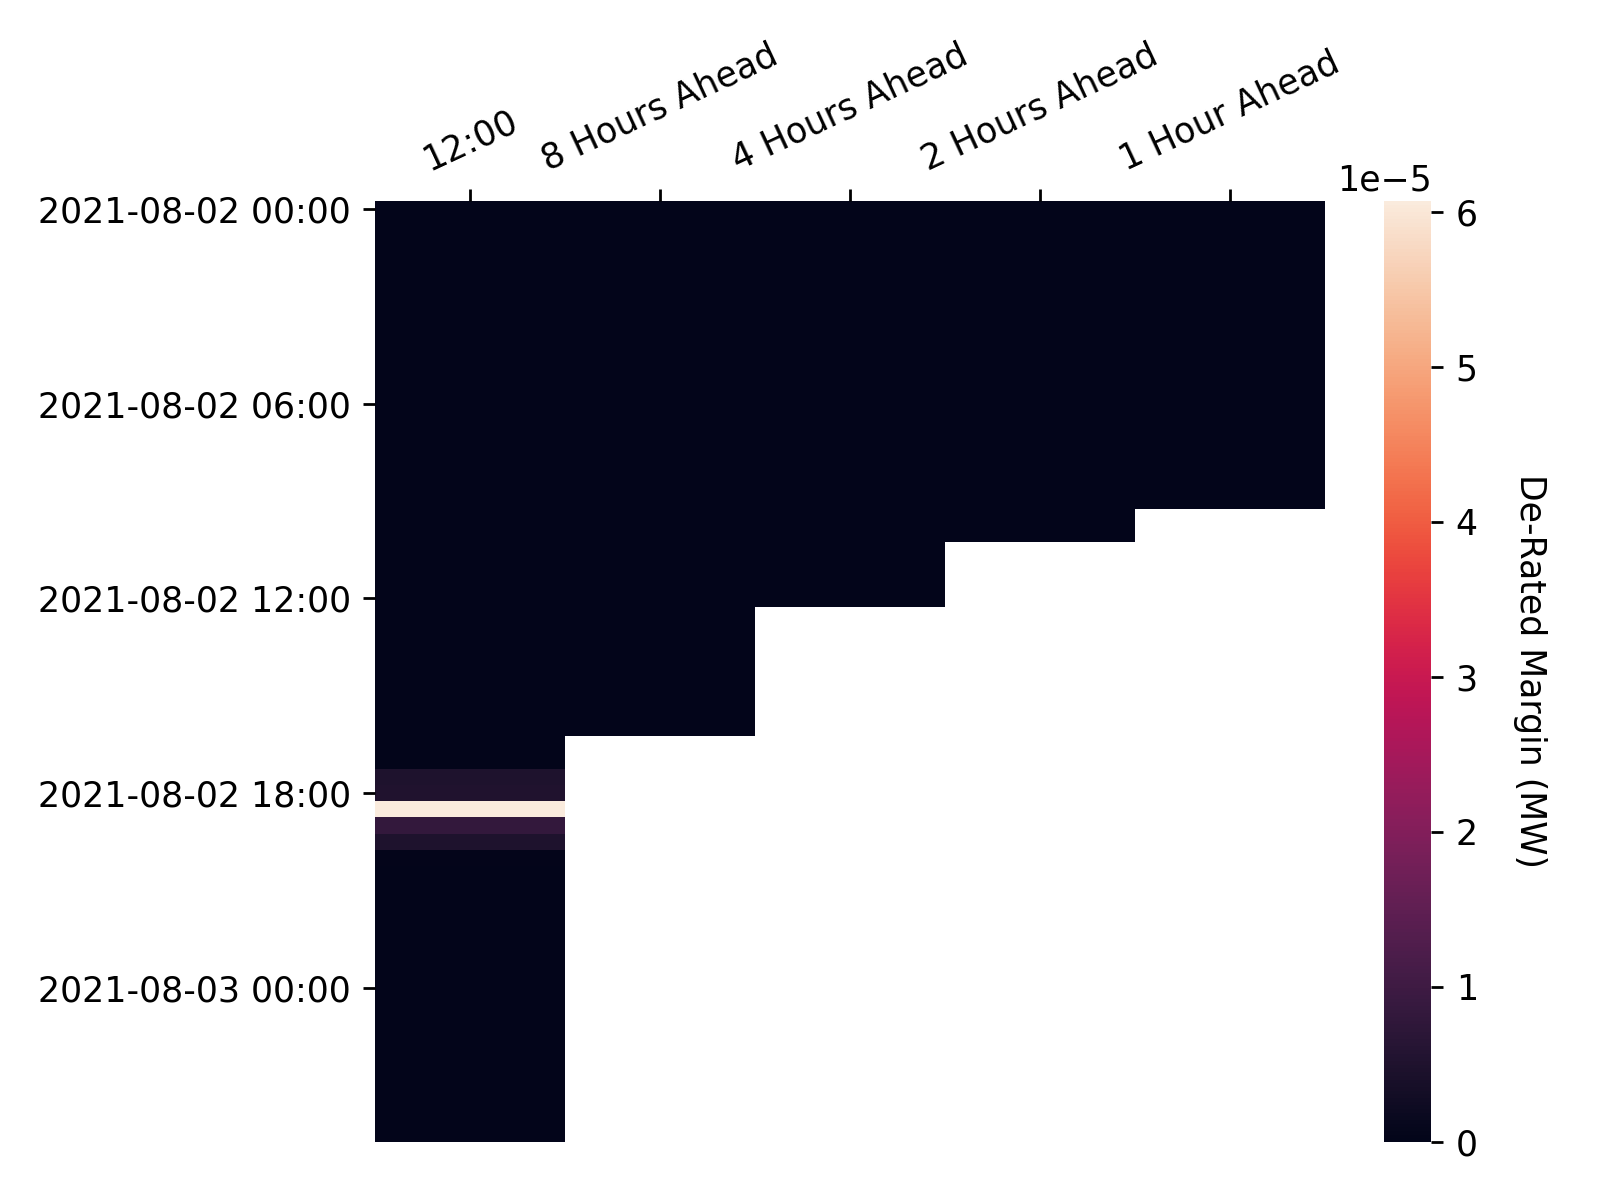 12:00
8 Hours Ahead
4 Hours Ahead
2 Hours Ahead
1 Hour Ahead
1e−5
2021-08-02 00:00
2021-08-02 06:00
2021-08-02 12:00
2021-08-02 18:00
2021-08-03 00:00
6
5
4
3
2
1
0
De-Rated Margin (MW)